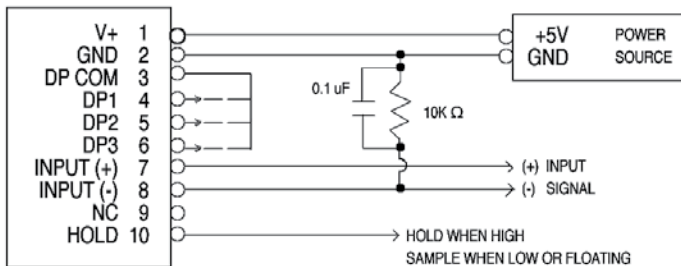 V+ 1
GND 2
DP COM 3
DP1 4
DP2 5
DP3 6
INPUT (+) 7
INPUT (-) 8
NC 9
HOLD 10
0.1 uF
10K Ω
+5V POWER
GND SOURCE
(+) INPUT
(-) SIGNAL
HOLD WHEN HIGH
SAMPLE WHEN LOW OR FLOATING